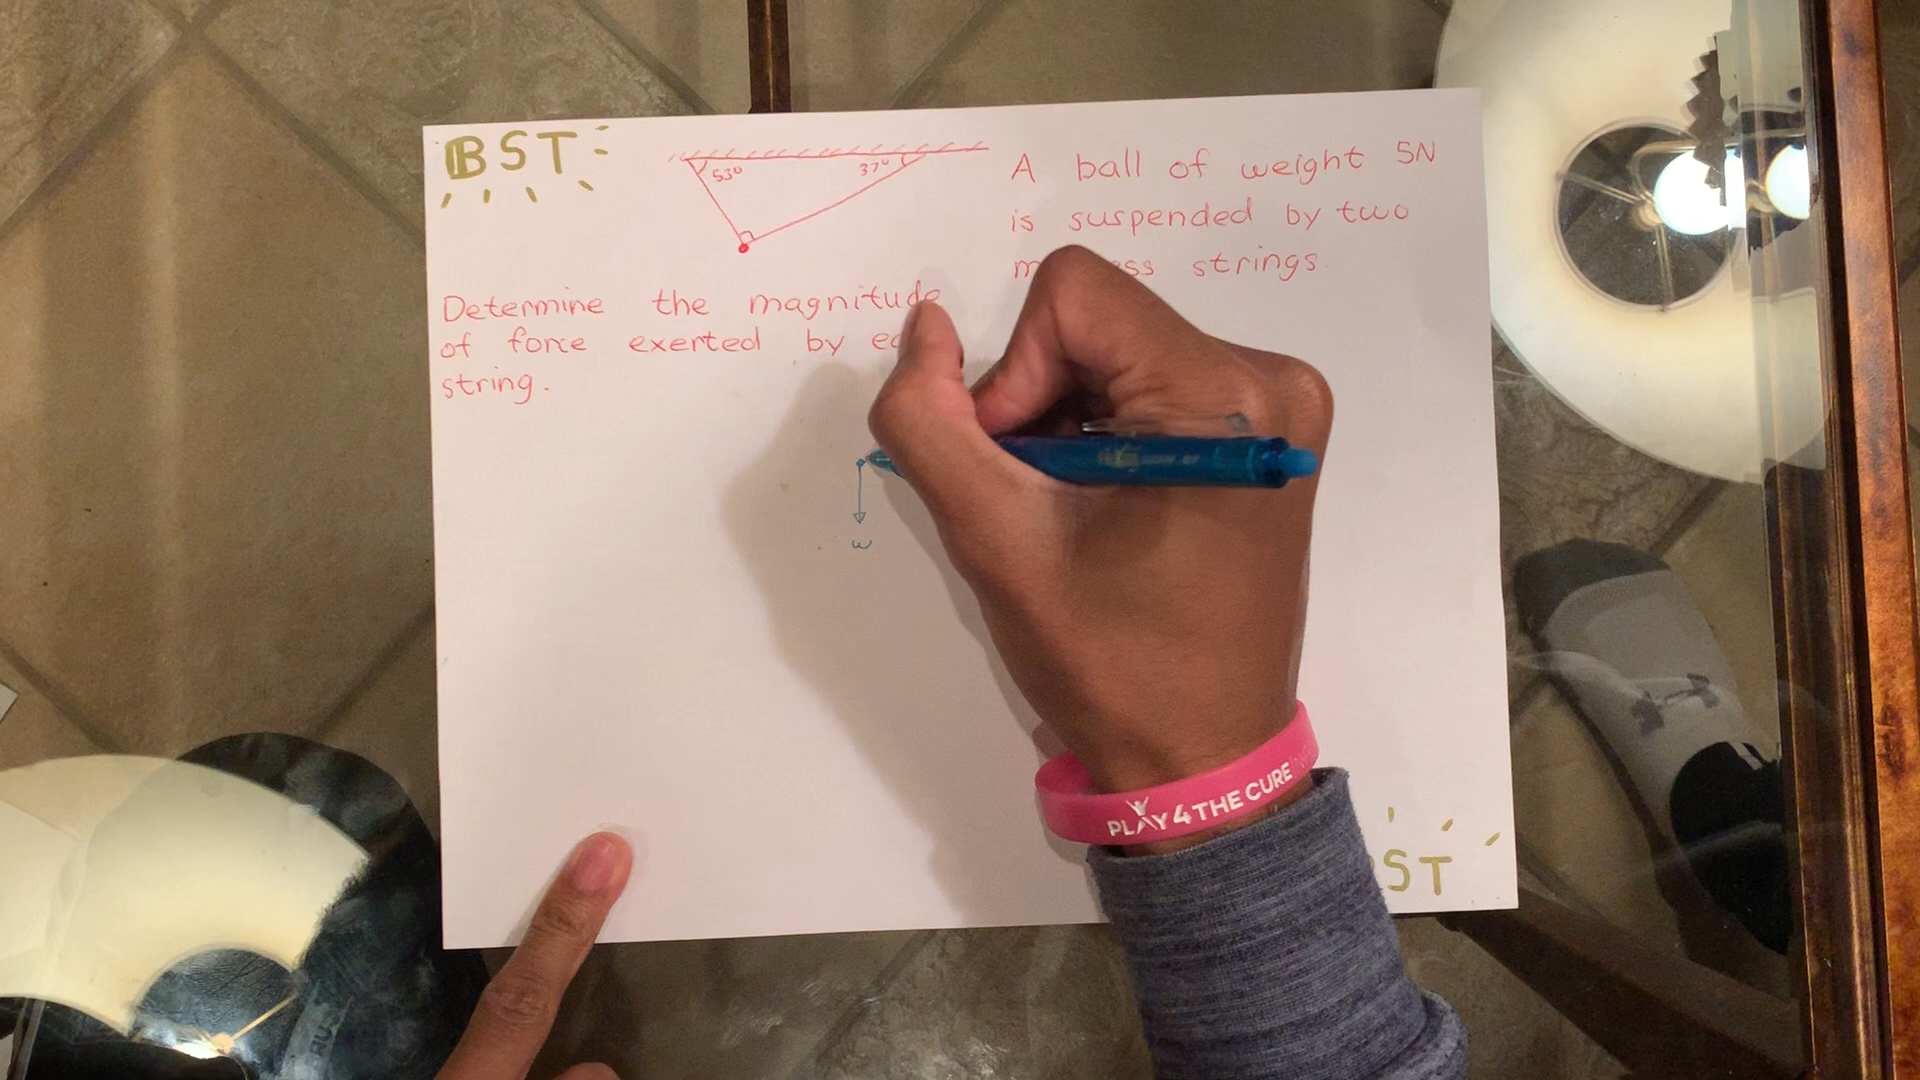 BST
53° 37°
A ball of weight 5N
is suspended by two
strings
Determine the magnitude
of force exerted by
string.
w
PLAY 4 THE CURE
ST